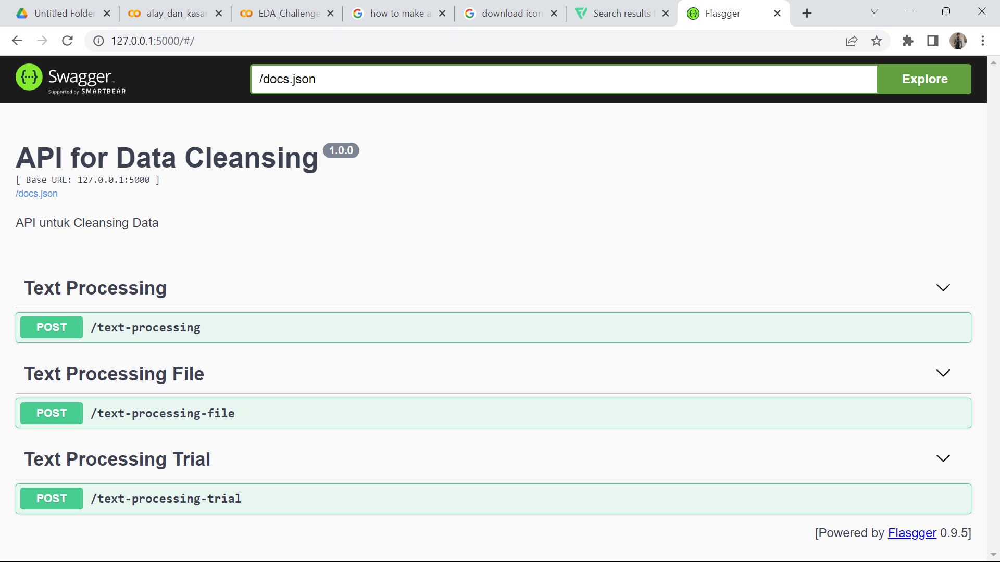 Untitled Folder
alay_dan_kasar
EDA_Challenge
how to make a
download icon
Search results
Flasgger
127.0.0.1:5000/#/
Swagger
Supported by SMARTBEAR
/docs.json
Explore
API for Data Cleansing 1.0.0
[ Base URL: 127.0.0.1:5000 ]
/docs.json
API untuk Cleansing Data
Text Processing
POST /text-processing
Text Processing File
POST /text-processing-file
Text Processing Trial
POST /text-processing-trial
[Powered by Flasgger 0.9.5]